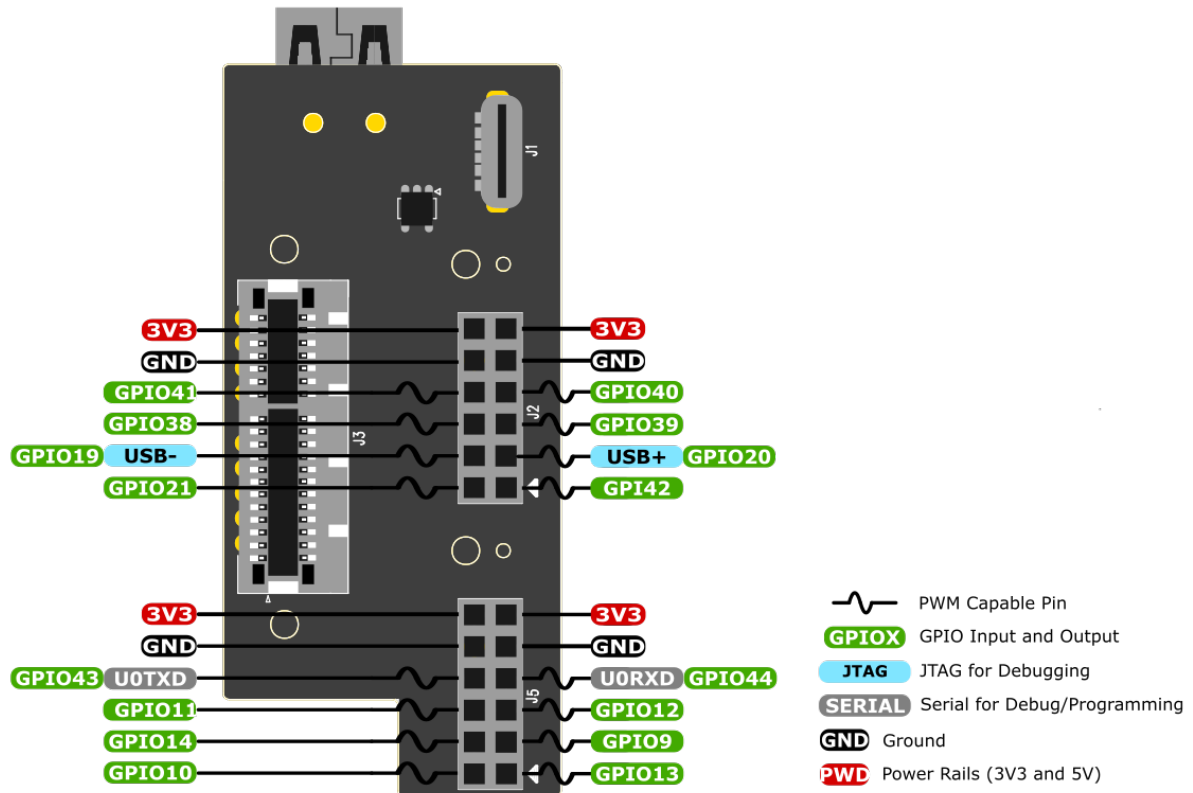 J1
3V3 3V3
GND GND
GPIO41 GPIO40
GPIO38 J2 GPIO39
J3
GPIO19 USB- USB+ GPIO20
GPIO21 GPI42
3V3 3V3
GND GND
GPIO43 U0TXD U0RXD GPIO44
J5
GPIO11 GPIO12
GPIO14 GPIO9
GPIO10 GPIO13
PWM Capable Pin
GPIOX GPIO Input and Output
JTAG JTAG for Debugging
SERIAL Serial for Debug/Programming
GND Ground
PWD Power Rails (3V3 and 5V)